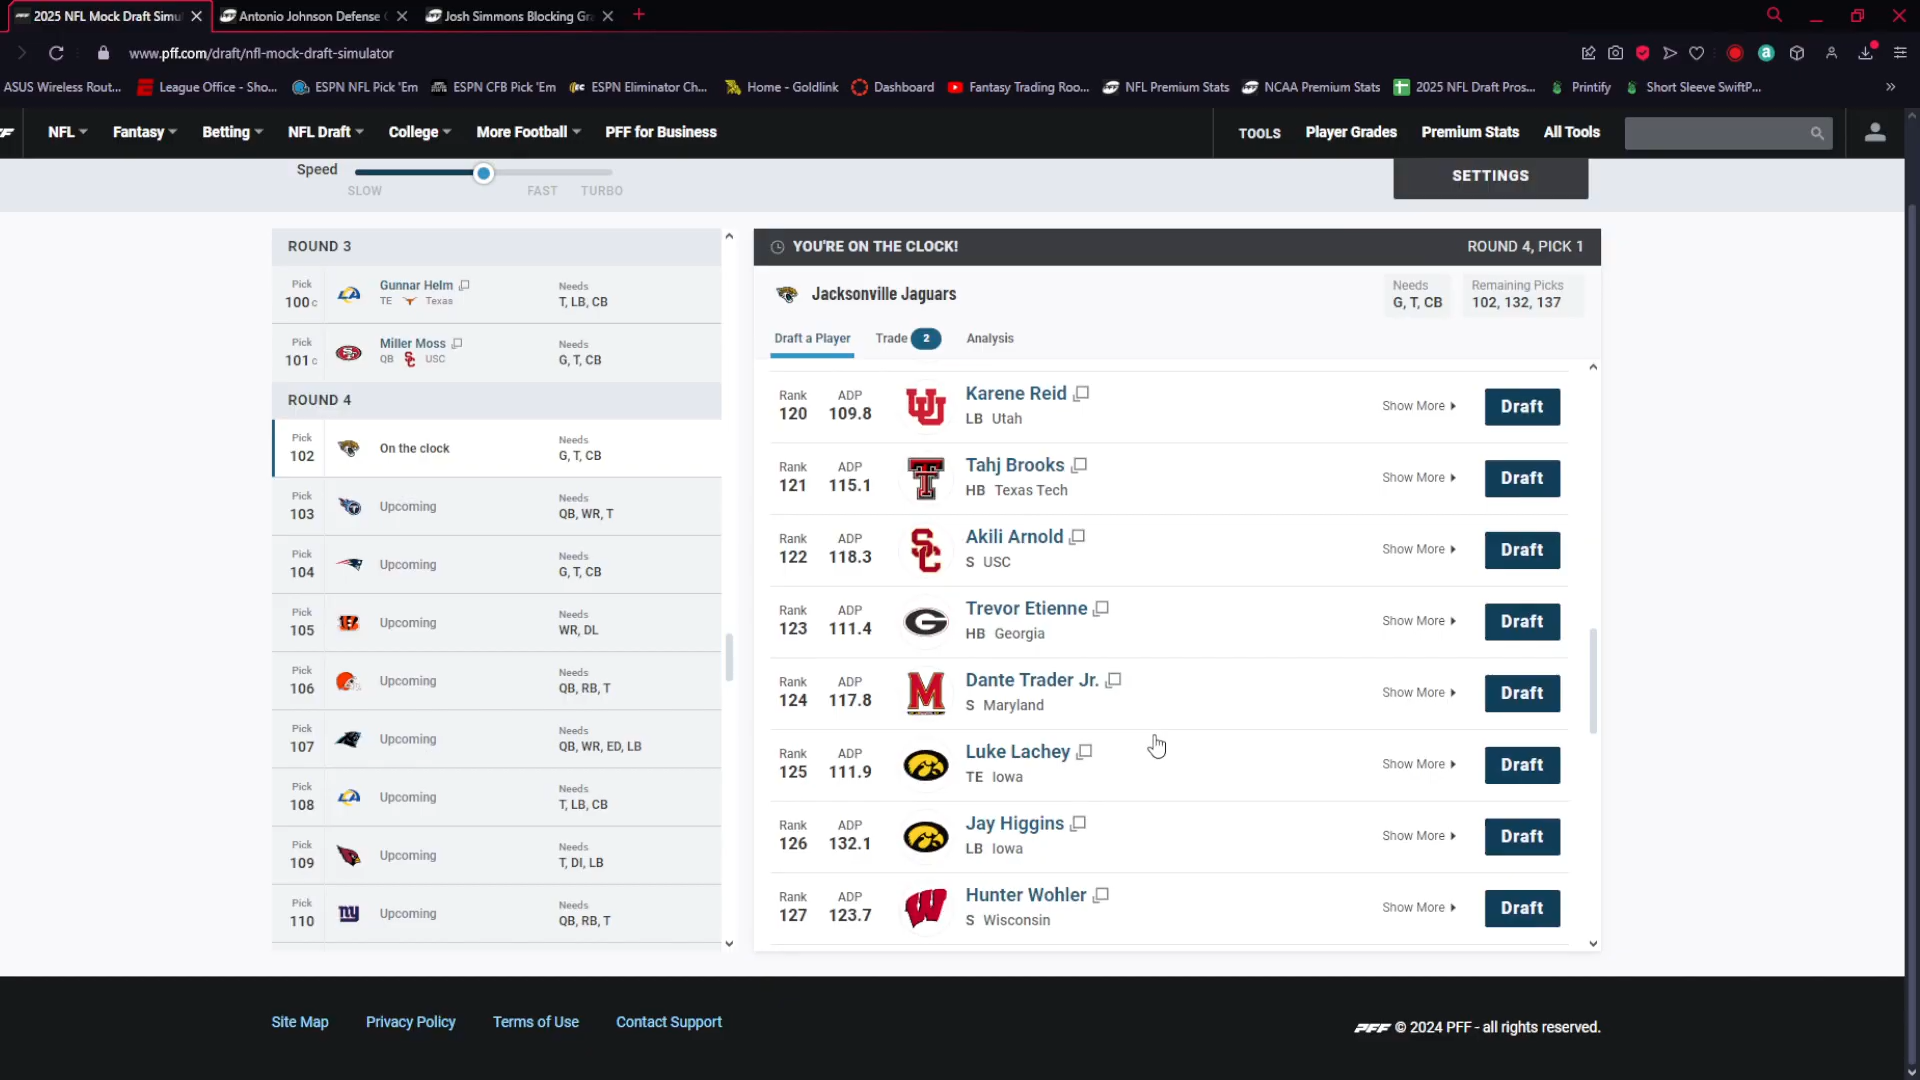 2025 NFL Mock Draft Simu
Antonio Johnson Defense
Josh Simmons Blocking Gr
www.pff.com/draft/nfl-mock-draft-simulator
ASUS Wireless Rout...
League Office - Sho...
ESPN NFL Pick 'Em
ESPN CFB Pick 'Em
ESPN Eliminator Ch...
Home - Goldlink
Dashboard
Fantasy Trading Roo...
NFL Premium Stats
NCAA Premium Stats
2025 NFL Draft Pros...
Printify
Short Sleeve SwiftP...
NFL
Fantasy
Betting
NFL Draft
College
More Football
PFF for Business
TOOLS
Player Grades
Premium Stats
All Tools
Speed
SLOW
FAST
TURBO
SETTINGS
ROUND 3
Pick
100 c
Gunnar Helm
TE Texas
Needs
T, LB, CB
Pick
101 c
Miller Moss
QB USC
Needs
G, T, CB
ROUND 4
Pick
102
On the clock
Needs
G, T, CB
Pick
103
Upcoming
Needs
QB, WR, T
Pick
104
Upcoming
Needs
G, T, CB
Pick
105
Upcoming
Needs
WR, DL
Pick
106
Upcoming
Needs
QB, RB, T
Pick
107
Upcoming
Needs
QB, WR, ED, LB
Pick
108
Upcoming
Needs
T, LB, CB
Pick
109
Upcoming
Needs
T, DI, LB
Pick
110
Upcoming
Needs
QB, RB, T
YOU'RE ON THE CLOCK!
ROUND 4, PICK 1
Jacksonville Jaguars
Needs
G, T, CB
Remaining Picks
102, 132, 137
Draft a Player
Trade 2
Analysis
Rank
120
ADP
109.8
Karene Reid
LB Utah
Show More
Draft
Rank
121
ADP
115.1
Tahj Brooks
HB Texas Tech
Show More
Draft
Rank
122
ADP
118.3
Akili Arnold
S USC
Show More
Draft
Rank
123
ADP
111.4
Trevor Etienne
HB Georgia
Show More
Draft
Rank
124
ADP
117.8
Dante Trader Jr.
S Maryland
Show More
Draft
Rank
125
ADP
111.9
Luke Lachey
TE Iowa
Show More
Draft
Rank
126
ADP
132.1
Jay Higgins
LB Iowa
Show More
Draft
Rank
127
ADP
123.7
Hunter Wohler
S Wisconsin
Show More
Draft
Site Map
Privacy Policy
Terms of Use
Contact Support
PFF © 2024 PFF - all rights reserved.